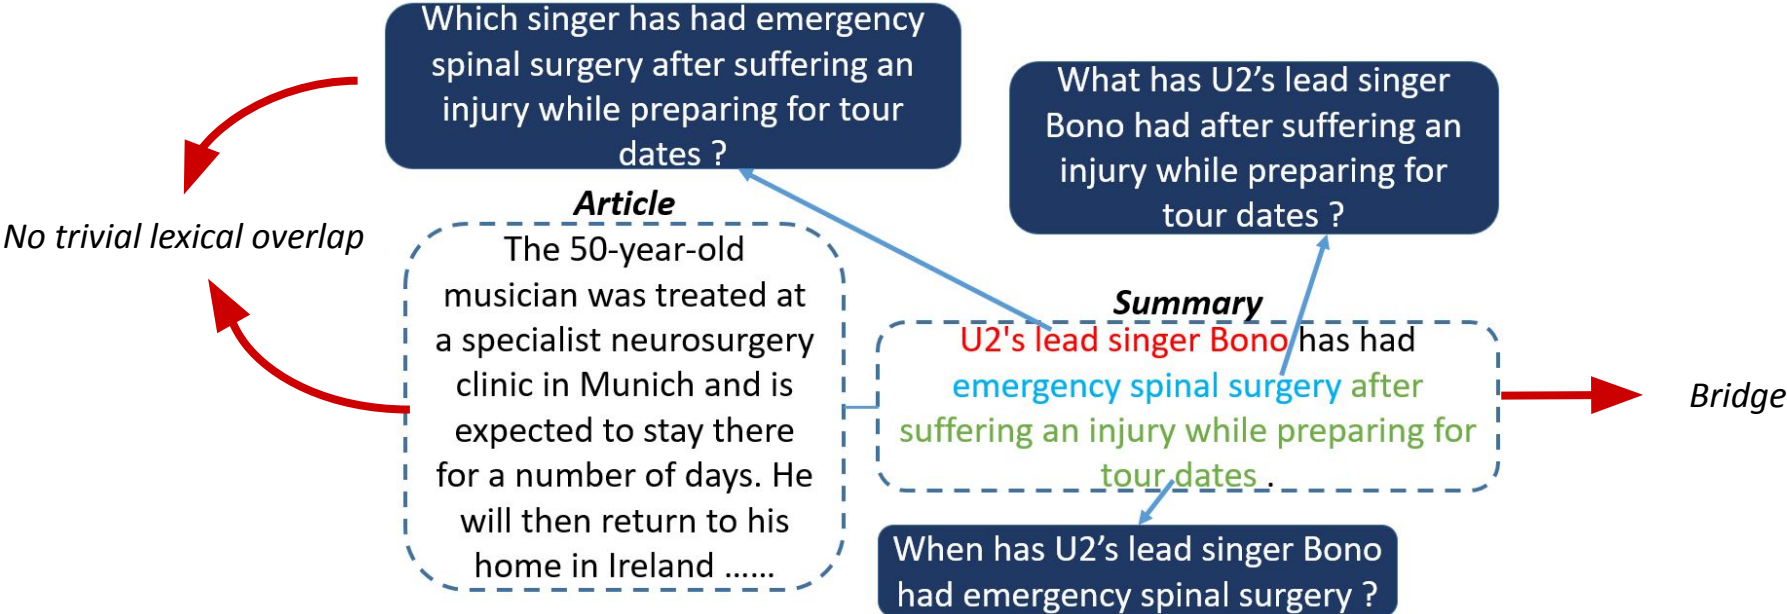 Which singer has had emergency
spinal surgery after suffering an
injury while preparing for tour
dates ?
What has U2’s lead singer
Bono had after suffering an
injury while preparing for
tour dates ?
No trivial lexical overlap
Article
The 50-year-old
musician was treated at
a specialist neurosurgery
clinic in Munich and is
expected to stay there
for a number of days. He
will then return to his
home in Ireland ......
Summary
U2's lead singer Bono has had
emergency spinal surgery after
suffering an injury while preparing for
tour dates .
Bridge
When has U2’s lead singer Bono
had emergency spinal surgery ?